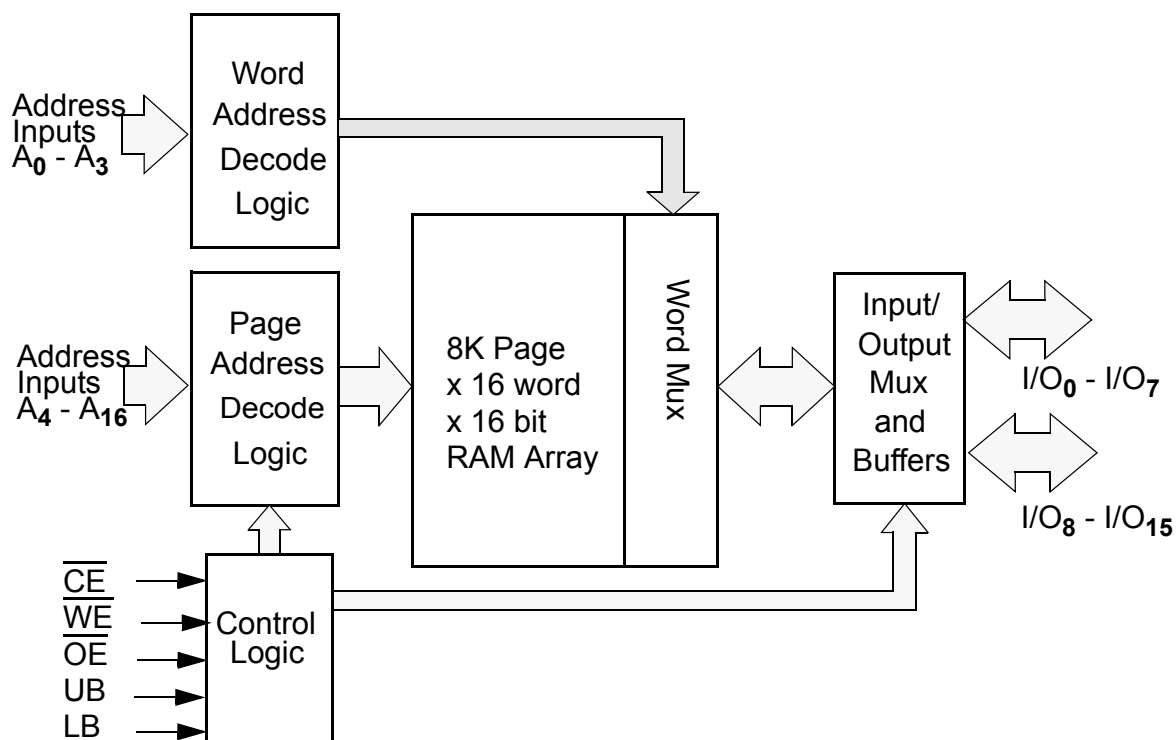 Word
Address
Decode
Logic
Address
Inputs
A0 - A3
Page
Address
Decode
Logic
Address
Inputs
A4 - A16
8K Page
x 16 word
x 16 bit
RAM Array
Word Mux
Input/
Output
Mux
and
Buffers
I/O0 - I/O7
I/O8 - I/O15
CE
WE
OE
UB
LB
Control
Logic